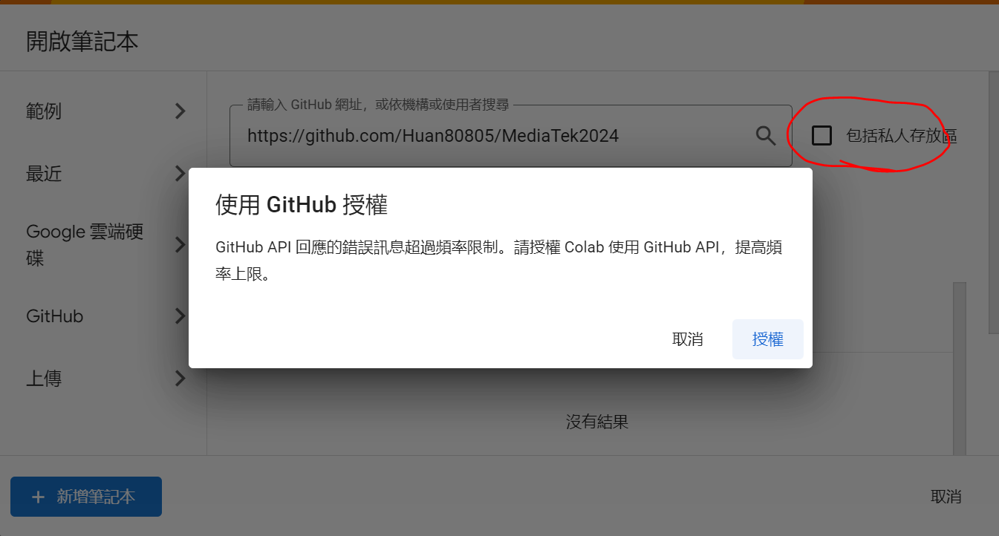 開啟筆記本
範例
最近
Google 雲端硬
碟
GitHub
上傳
請輸入 GitHub 網址，或依機構或使用者搜尋
https://github.com/Huan80805/MediaTek2024
包括私人存放區
使用 GitHub 授權
GitHub API 回應的錯誤訊息超過頻率限制。請授權 Colab 使用 GitHub API，提高頻
率上限。
取消
授權
沒有結果
+ 新增筆記本
取消